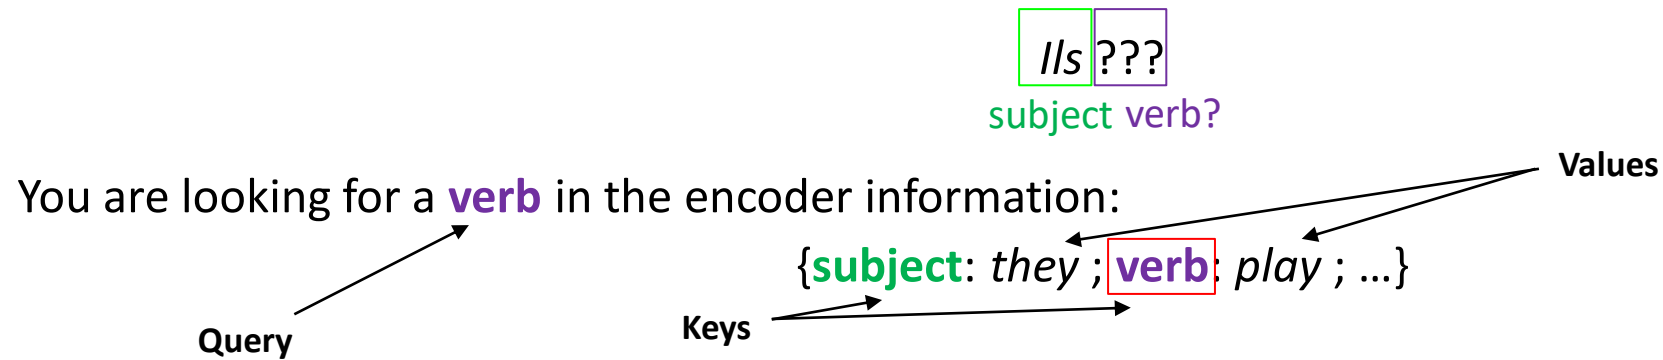 Ils ???
subject verb?
Values
You are looking for a verb in the encoder information:
{subject: they ; verb: play ; ...}
Keys
Query